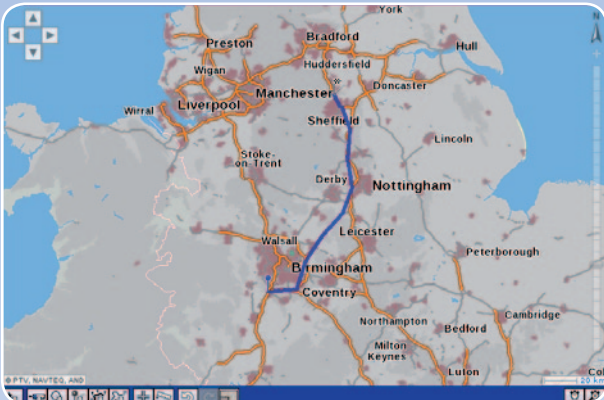 York
Bradford
Preston
Hull
Huddersfield
Wigan
Doncaster
Manchester
Liverpool
Wirral
Sheffield
Lincoln
Stoke-
on-Trent
Derby
Nottingham
Leicester
Walsall
Peterborough
Birmingham
Coventry
Cambridge
Northampton
Bedford
Milton
Keynes
Luton
Co
© PTV, NAVTEQ, AND
20 km
N